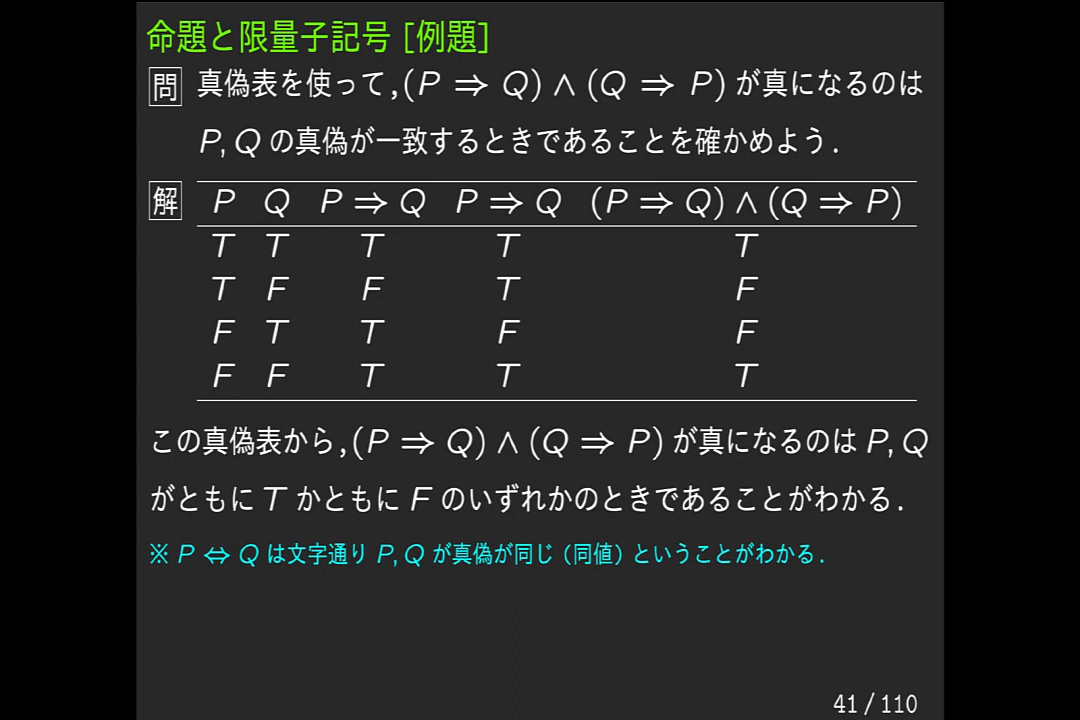 命題と限量子記号 [例題]
問 真偽表を使って,(P ⇒ Q) ∧ (Q ⇒ P) が真になるのは
P, Q の真偽が一致するときであることを確かめよう.
解 P Q P ⇒ Q P ⇒ Q (P ⇒ Q) ∧ (Q ⇒ P)
T T T T T
T F F T F
F T T F F
F F T T T
この真偽表から,(P ⇒ Q) ∧ (Q ⇒ P) が真になるのは P, Q
がともに T かともに F のいずれかのときであることがわかる.
※ P ⇔ Q は文字通り P, Q が真偽が同じ (同値) ということがわかる.
41 / 110